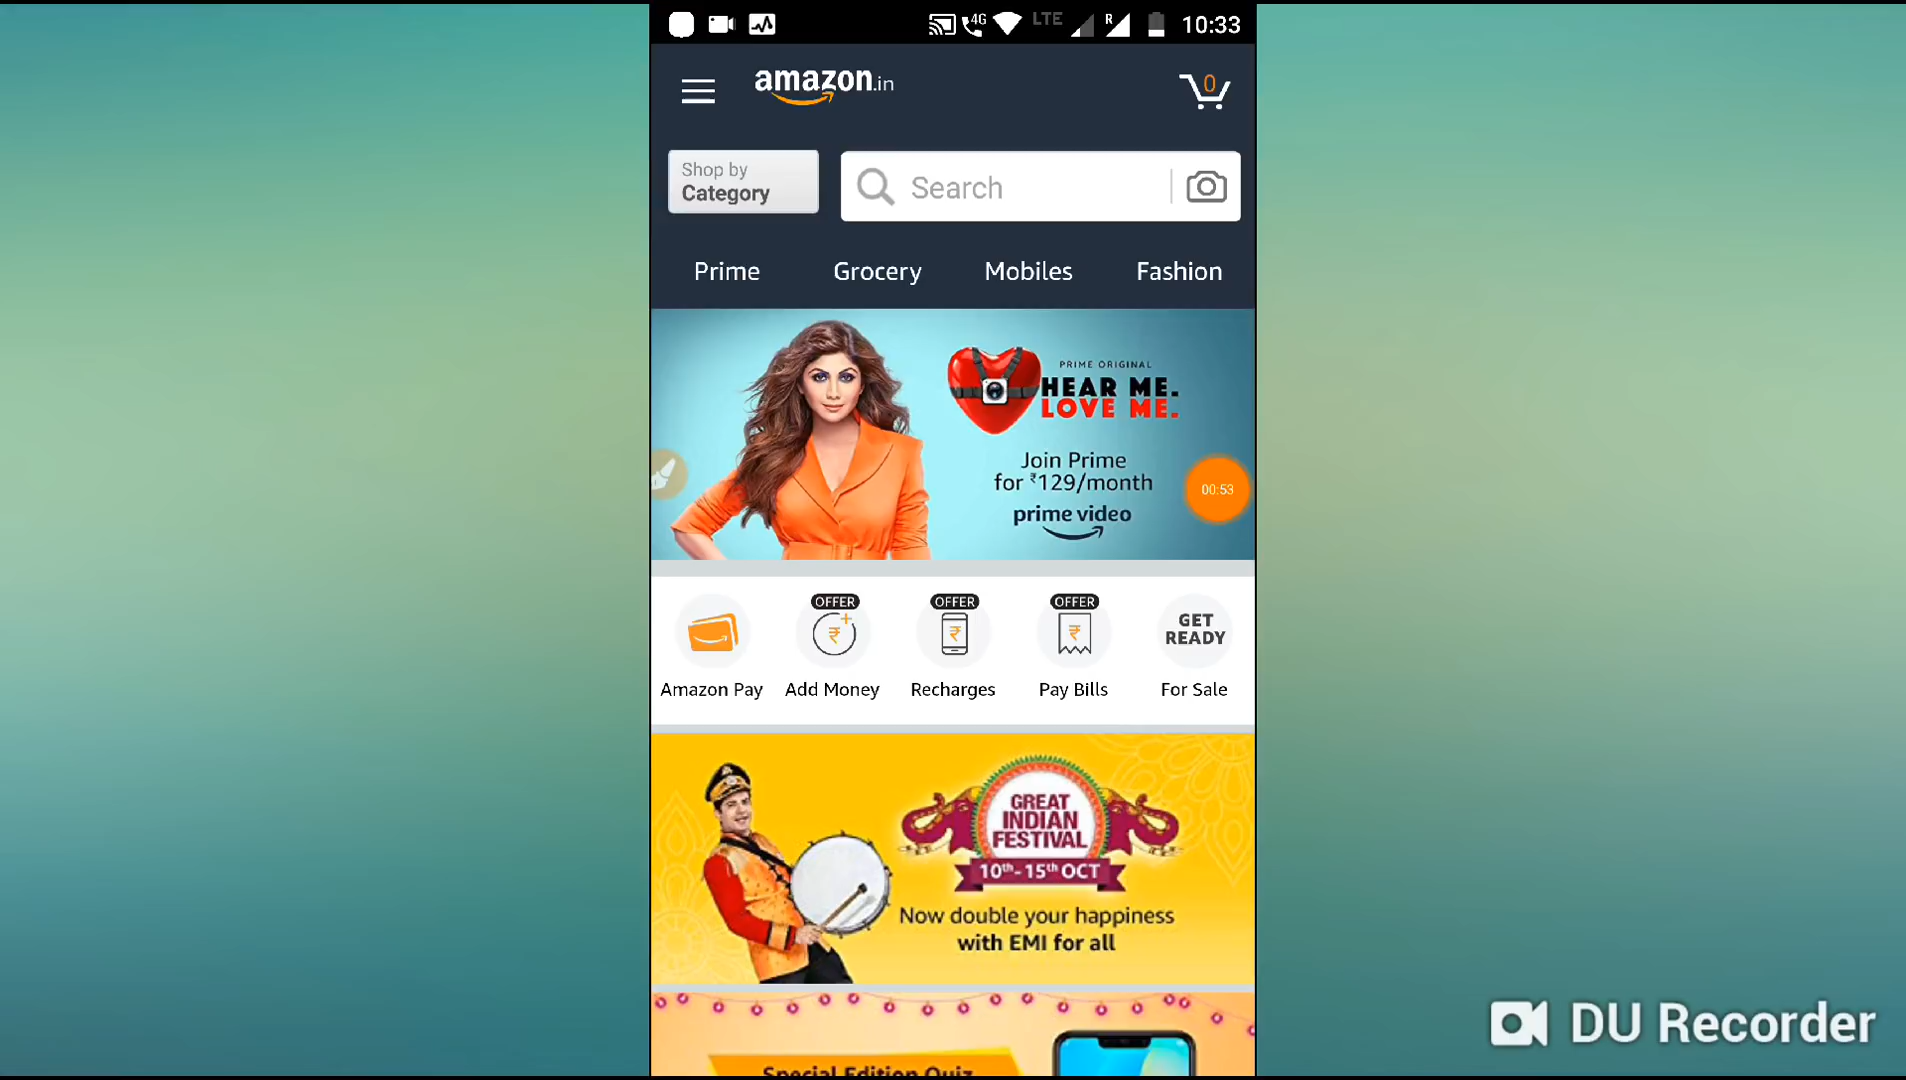 4G LTE R 10:33
amazon.in 0
Shop by
Category
Search
Prime Grocery Mobiles Fashion
PRIME ORIGINAL
HEAR ME.
LOVE ME.
Join Prime
for ₹129/month
prime video
00:53
OFFER OFFER OFFER GET
READY
Amazon Pay Add Money Recharges Pay Bills For Sale
GREAT
INDIAN
FESTIVAL
10th-15th OCT
Now double your happiness
with EMI for all
Special Edition Quiz
DU Recorder